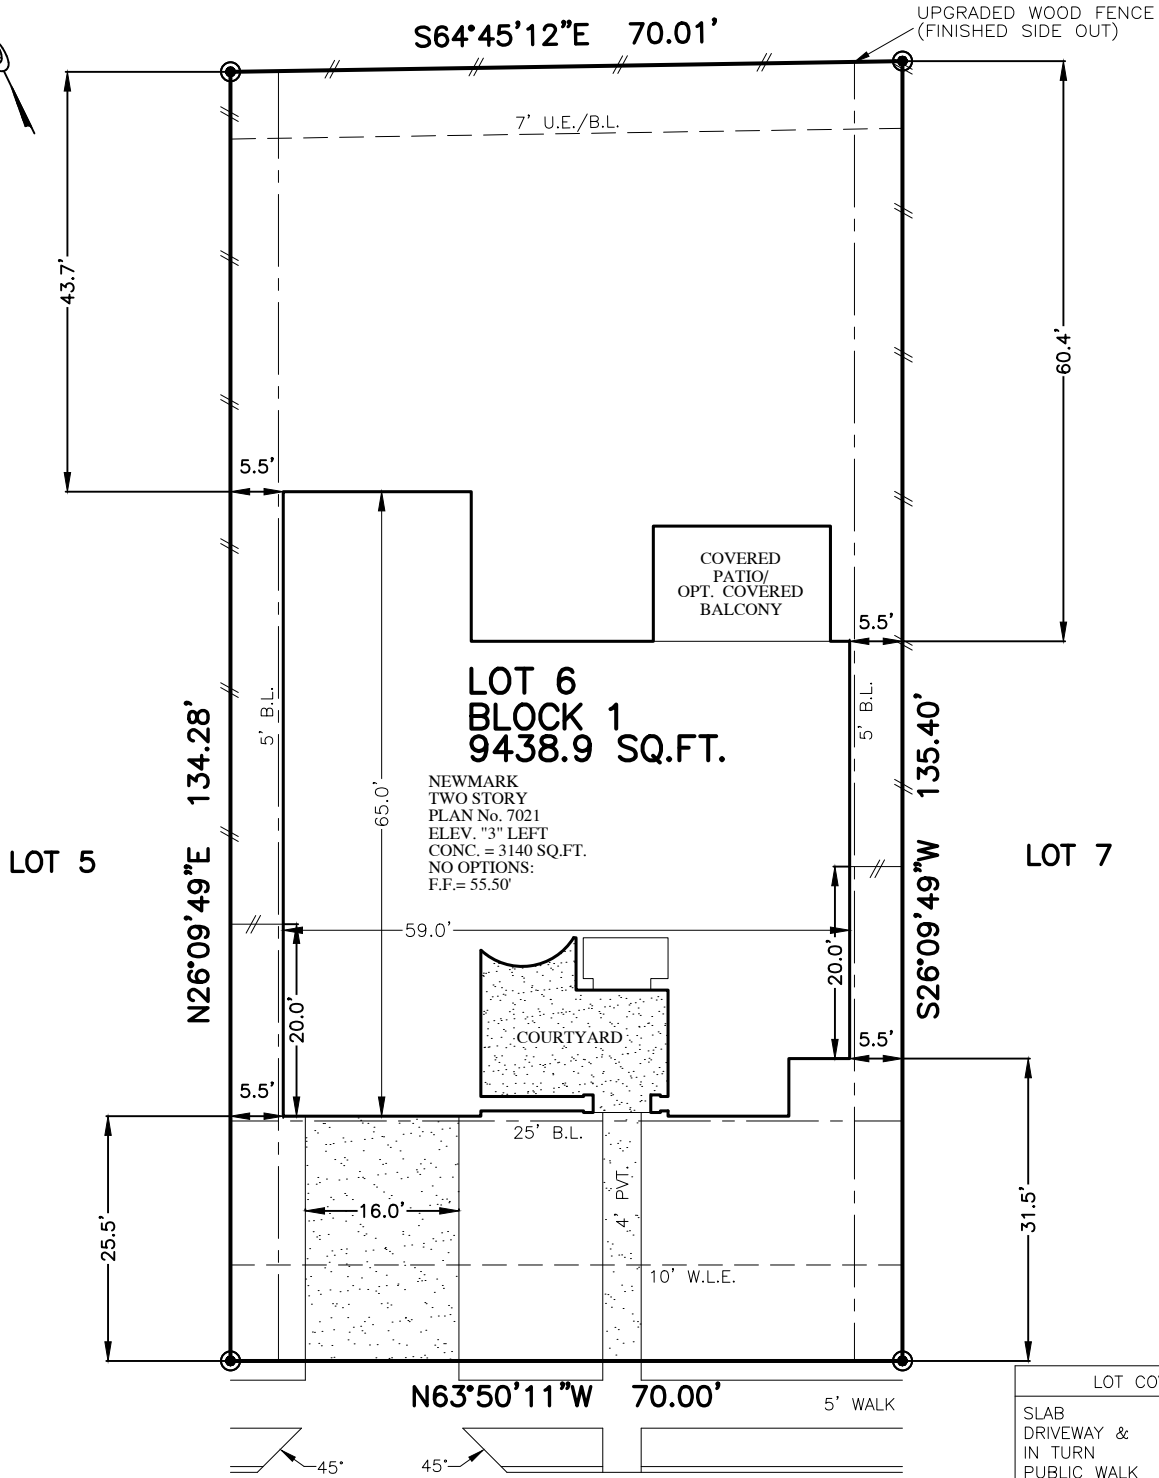 UPGRADED WOOD FENCE
(FINISHED SIDE OUT)
S64°45'12"E 70.01'
7' U.E./B.L.
43.7'
60.4'
5.5'
COVERED
PATIO/
OPT. COVERED
BALCONY
5.5'
LOT 6
BLOCK 1
9438.9 SQ.FT.
5' B.L.
5' B.L.
N26°09'49"E 134.28'
S26°09'49"W 135.40'
65.0'
NEWMARK
TWO STORY
PLAN No. 7021
ELEV. "3" LEFT
CONC. = 3140 SQ.FT.
NO OPTIONS:
F.F.= 55.50'
LOT 5
LOT 7
59.0'
20.0'
20.0'
COURTYARD
5.5'
5.5'
25' B.L.
4' PVT.
16.0'
25.5'
31.5'
10' W.L.E.
N63°50'11"W 70.00'
5' WALK
45°
45°
LOT CO
SLAB
DRIVEWAY &
IN TURN
PUBLIC WALK